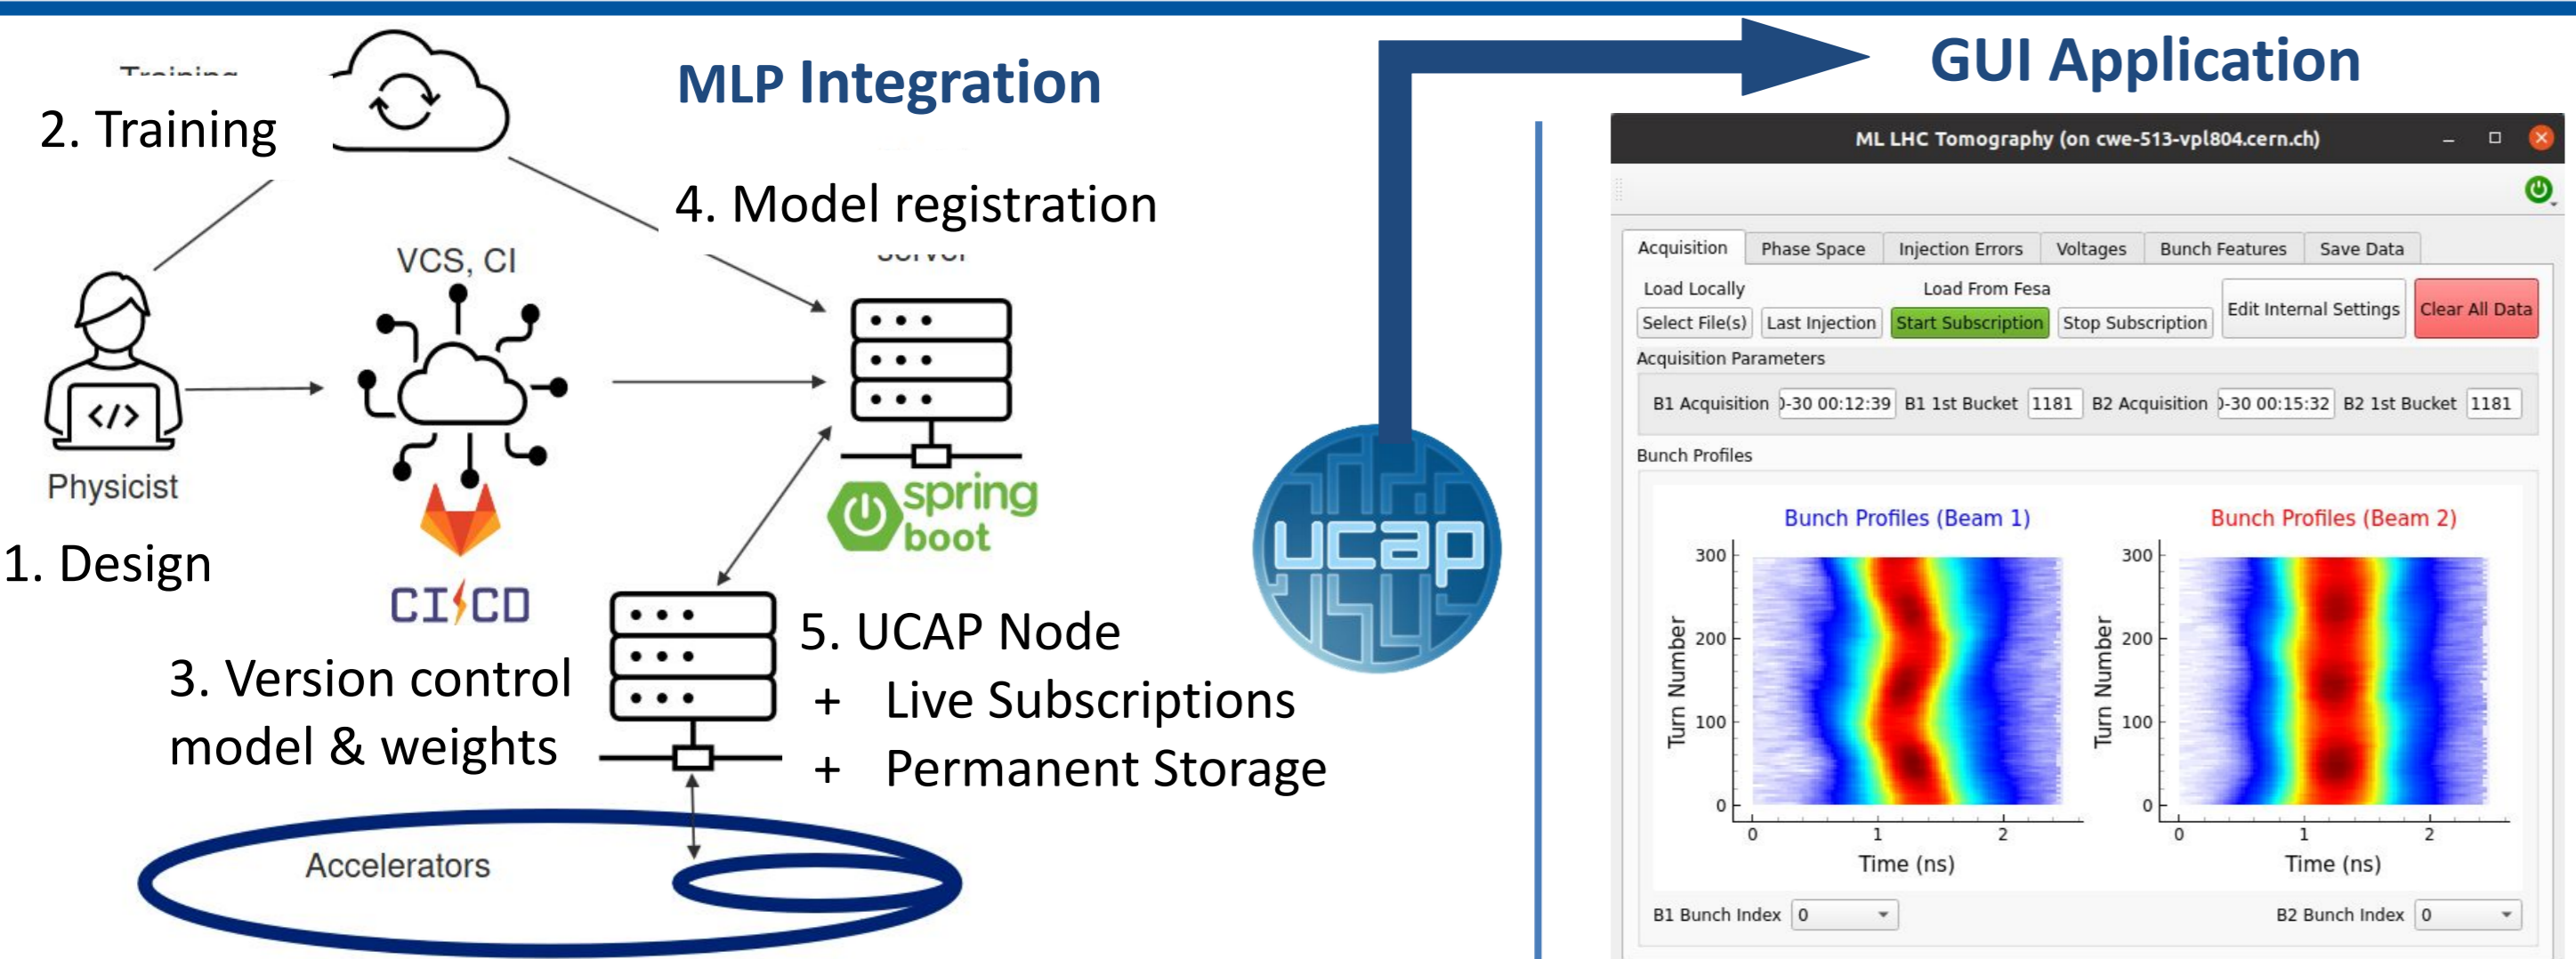 MLP Integration
GUI Application
2. Training
4. Model registration
VCS, CI
</>
Physicist
1. Design
CI/CD
spring
boot
3. Version control
model & weights
5. UCAP Node
+ Live Subscriptions
+ Permanent Storage
Accelerators
ucap
ML LHC Tomography (on cwe-513-vpl804.cern.ch)
Acquisition Phase Space Injection Errors Voltages Bunch Features Save Data
Load Locally Load From Fesa
Select File(s) Last Injection Start Subscription Stop Subscription Edit Internal Settings Clear All Data
Acquisition Parameters
B1 Acquisition )-30 00:12:39 B1 1st Bucket 1181 B2 Acquisition )-30 00:15:32 B2 1st Bucket 1181
Bunch Profiles
Bunch Profiles (Beam 1)
300
200
100
0
Turn Number
0 1 2
Time (ns)
Bunch Profiles (Beam 2)
300
200
100
0
Turn Number
0 1 2
Time (ns)
B1 Bunch Index 0
B2 Bunch Index 0